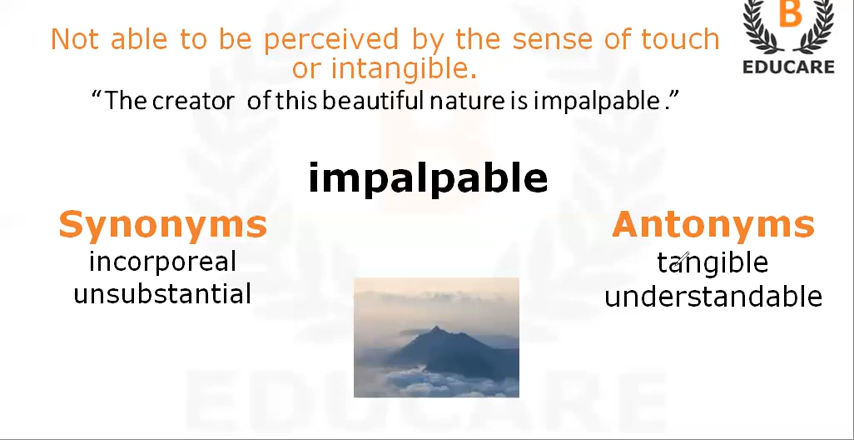 B
EDUCARE
Not able to be perceived by the sense of touch
or intangible.
“The creator of this beautiful nature is impalpable.”
impalpable
Synonyms
incorporeal
unsubstantial
Antonyms
tangible
understandable
B
EDUCARE